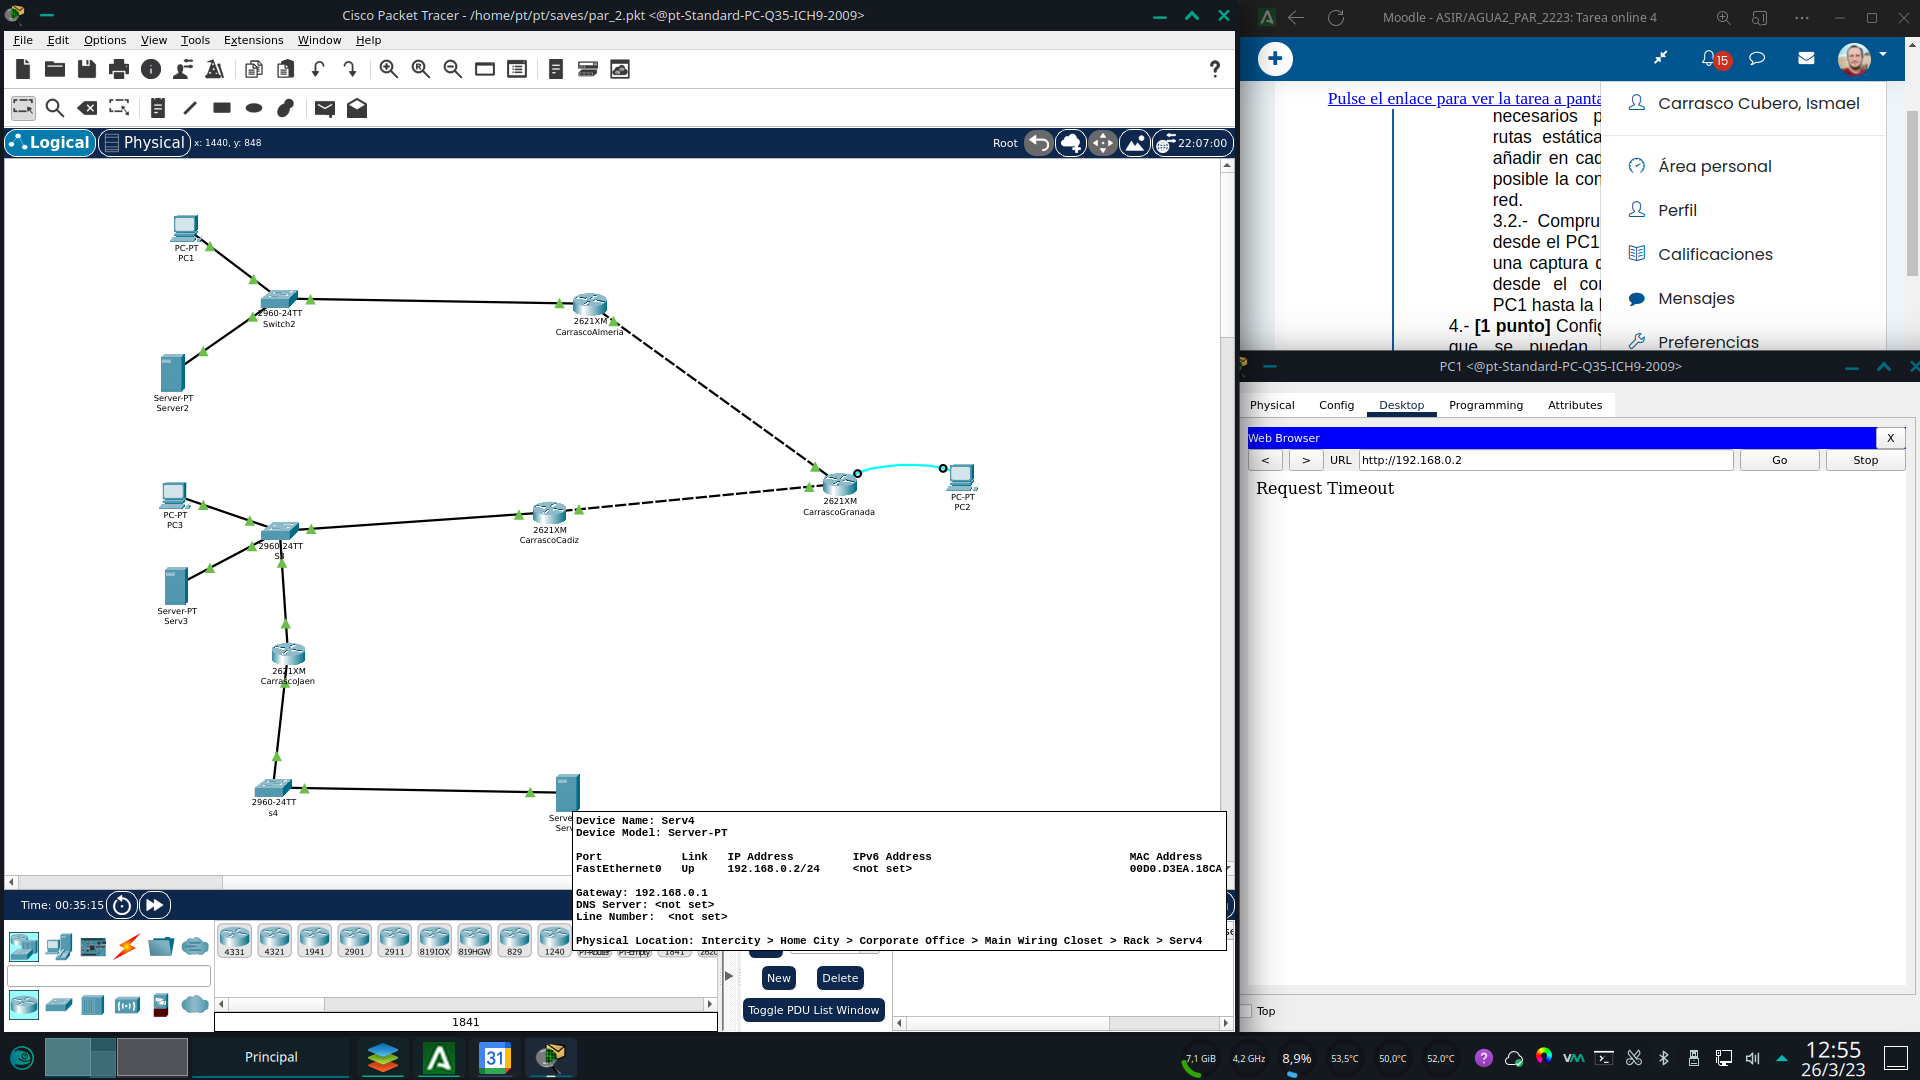 Cisco Packet Tracer - /home/pt/pt/saves/par_2.pkt <@pt-Standard-PC-Q35-ICH9-2009>
File Edit Options View Tools Extensions Window Help
?
Logical Physical x: 1440, y: 848
Root 22:07:00
PC-PT
PC1
2960-24TT
Switch2
2621XM
CarrascoAlmeria
Server-PT
Server2
PC-PT
PC3
2960-24TT
2621XM
CarrascoCadiz
2621XM
CarrascoGranada
PC-PT
PC2
Server-PT
Serv3
2621XM
CarrascoJaen
2960-24TT
s4
Device Name: Serv4
Device Model: Server-PT
Port Link IP Address IPv6 Address MAC Address
FastEthernet0 Up 192.168.0.2/24 <not set> 00D0.D3EA.18CA
Gateway: 192.168.0.1
DNS Server: <not set>
Line Number: <not set>
Physical Location: Intercity > Home City > Corporate Office > Main Wiring Closet > Rack > Serv4
Time: 00:35:15
4331 4321 1941 2901 2911 819IOX 819HGW 829 1240
New Delete
Toggle PDU List Window
1841
Moodle - ASIR/AGUA2_PAR_2223: Tarea online 4
15
Pulse el enlace para ver la tarea a panta
necesarios p
rutas estática
añadir en cad
posible la con
red.
3.2.- Compru
desde el PC1
una captura d
desde el con
PC1 hasta la
4.- [1 punto] Config
que se puedan
Carrasco Cubero, Ismael
Área personal
Perfil
Calificaciones
Mensajes
Preferencias
PC1 <@pt-Standard-PC-Q35-ICH9-2009>
Physical Config Desktop Programming Attributes
Web Browser X
< > URL http://192.168.0.2 Go Stop
Request Timeout
Top
Principal
31
7,1 GiB 4,2 GHz 8,9% 53,5°C 50,0°C 52,0°C
12:55
26/3/23